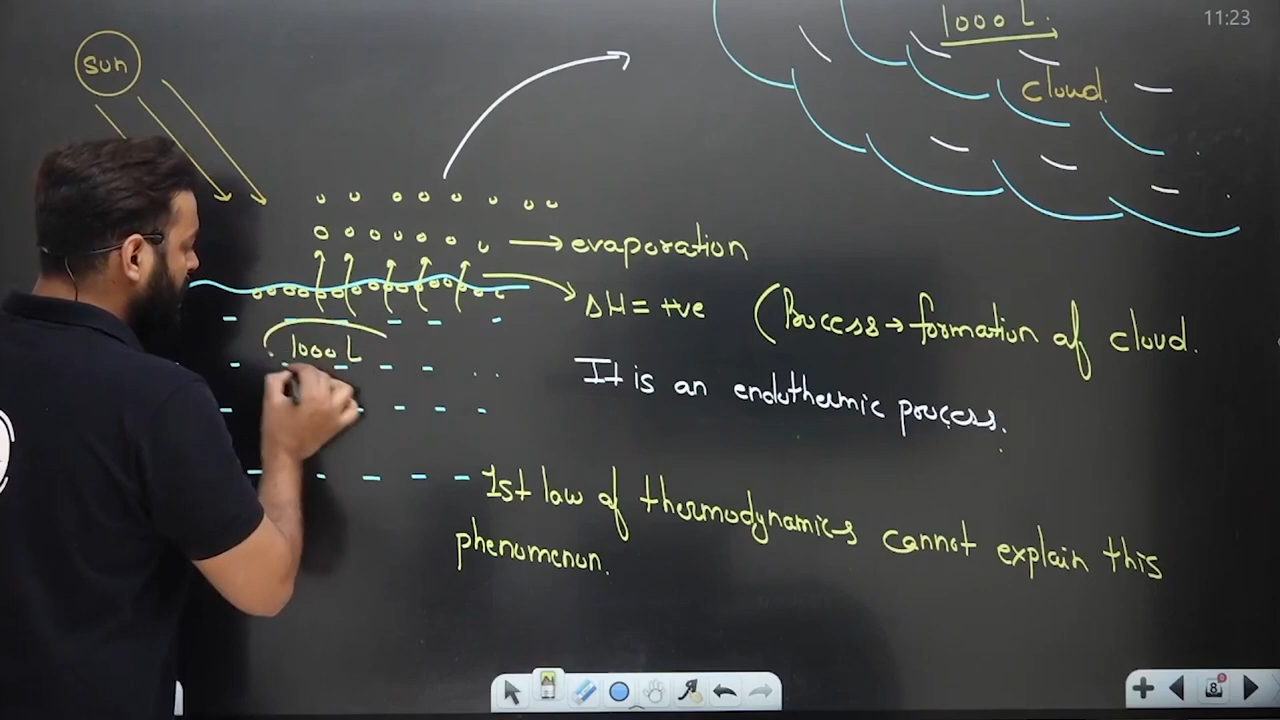 11:23
1000 L.
sun
cloud.
→ evaporation
ΔH = +ve (Process → formation of cloud.
1000 L
It is an endothermic process.
1st law of thermodynamics cannot explain this
phenomenon.
8